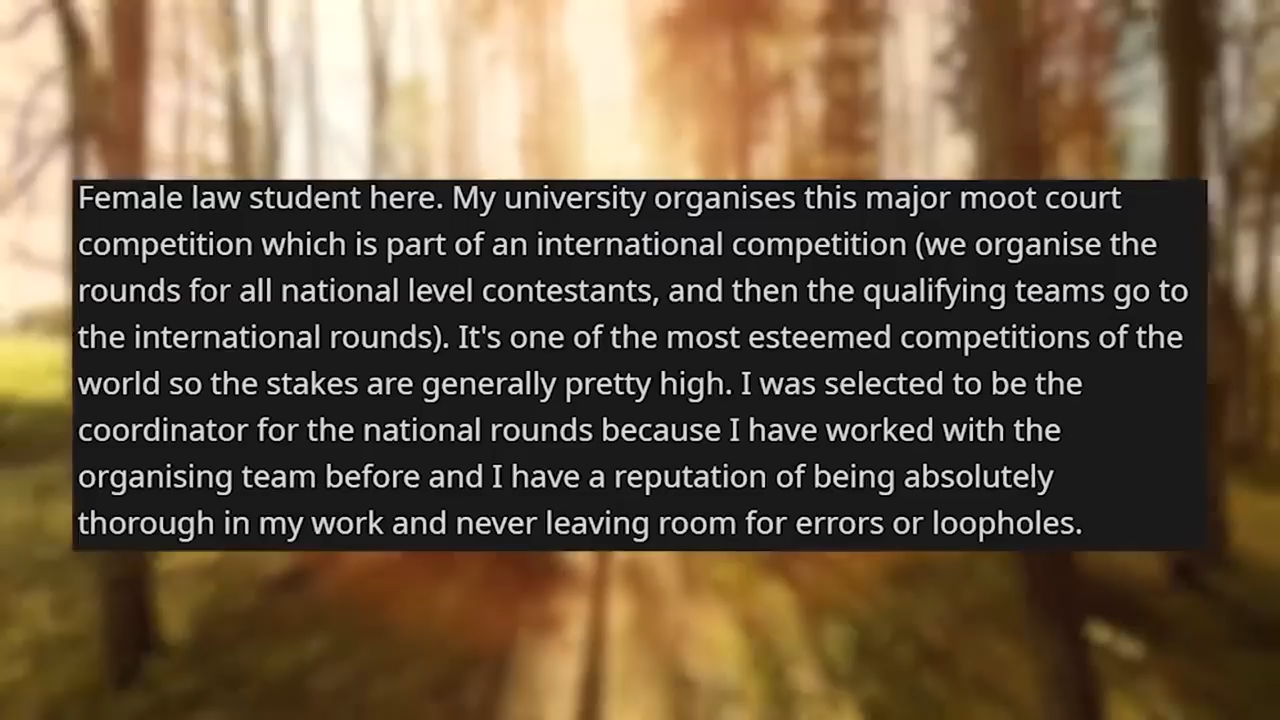 Female law student here. My university organises this major moot court
competition which is part of an international competition (we organise the
rounds for all national level contestants, and then the qualifying teams go to
the international rounds). It's one of the most esteemed competitions of the
world so the stakes are generally pretty high. I was selected to be the
coordinator for the national rounds because I have worked with the
organising team before and I have a reputation of being absolutely
thorough in my work and never leaving room for errors or loopholes.